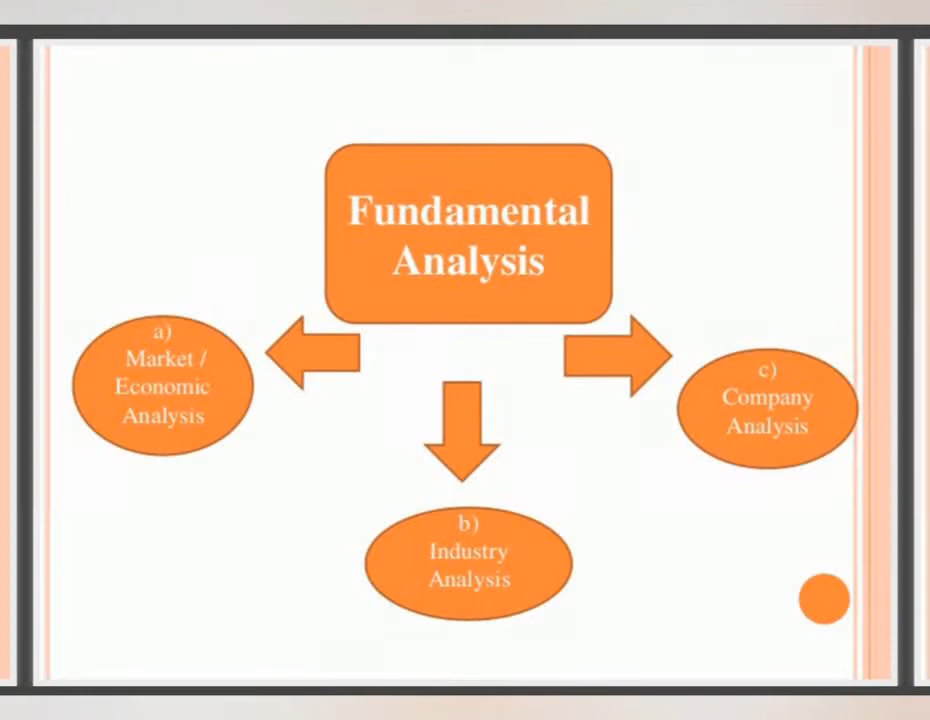 Fundamental
Analysis
a)
Market /
Economic
Analysis
b)
Industry
Analysis
c)
Company
Analysis